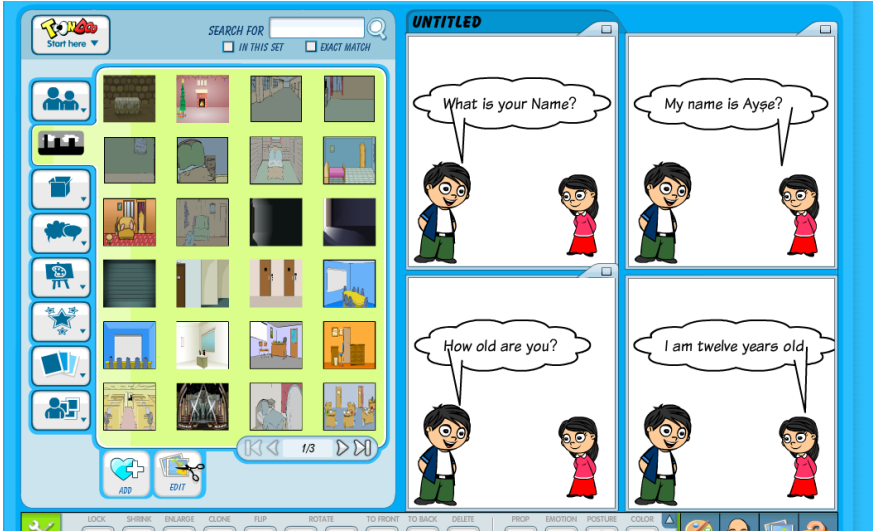 TOONDOO
Start here
SEARCH FOR
IN THIS SET
EXACT MATCH
1/3
ADD
EDIT
UNTITLED
What is your Name?
My name is Ayşe?
How old are you?
I am twelve years old
LOCK SHRINK ENLARGE CLONE FLIP ROTATE TO FRONT TO BACK DELETE PROP EMOTION POSTURE COLOR